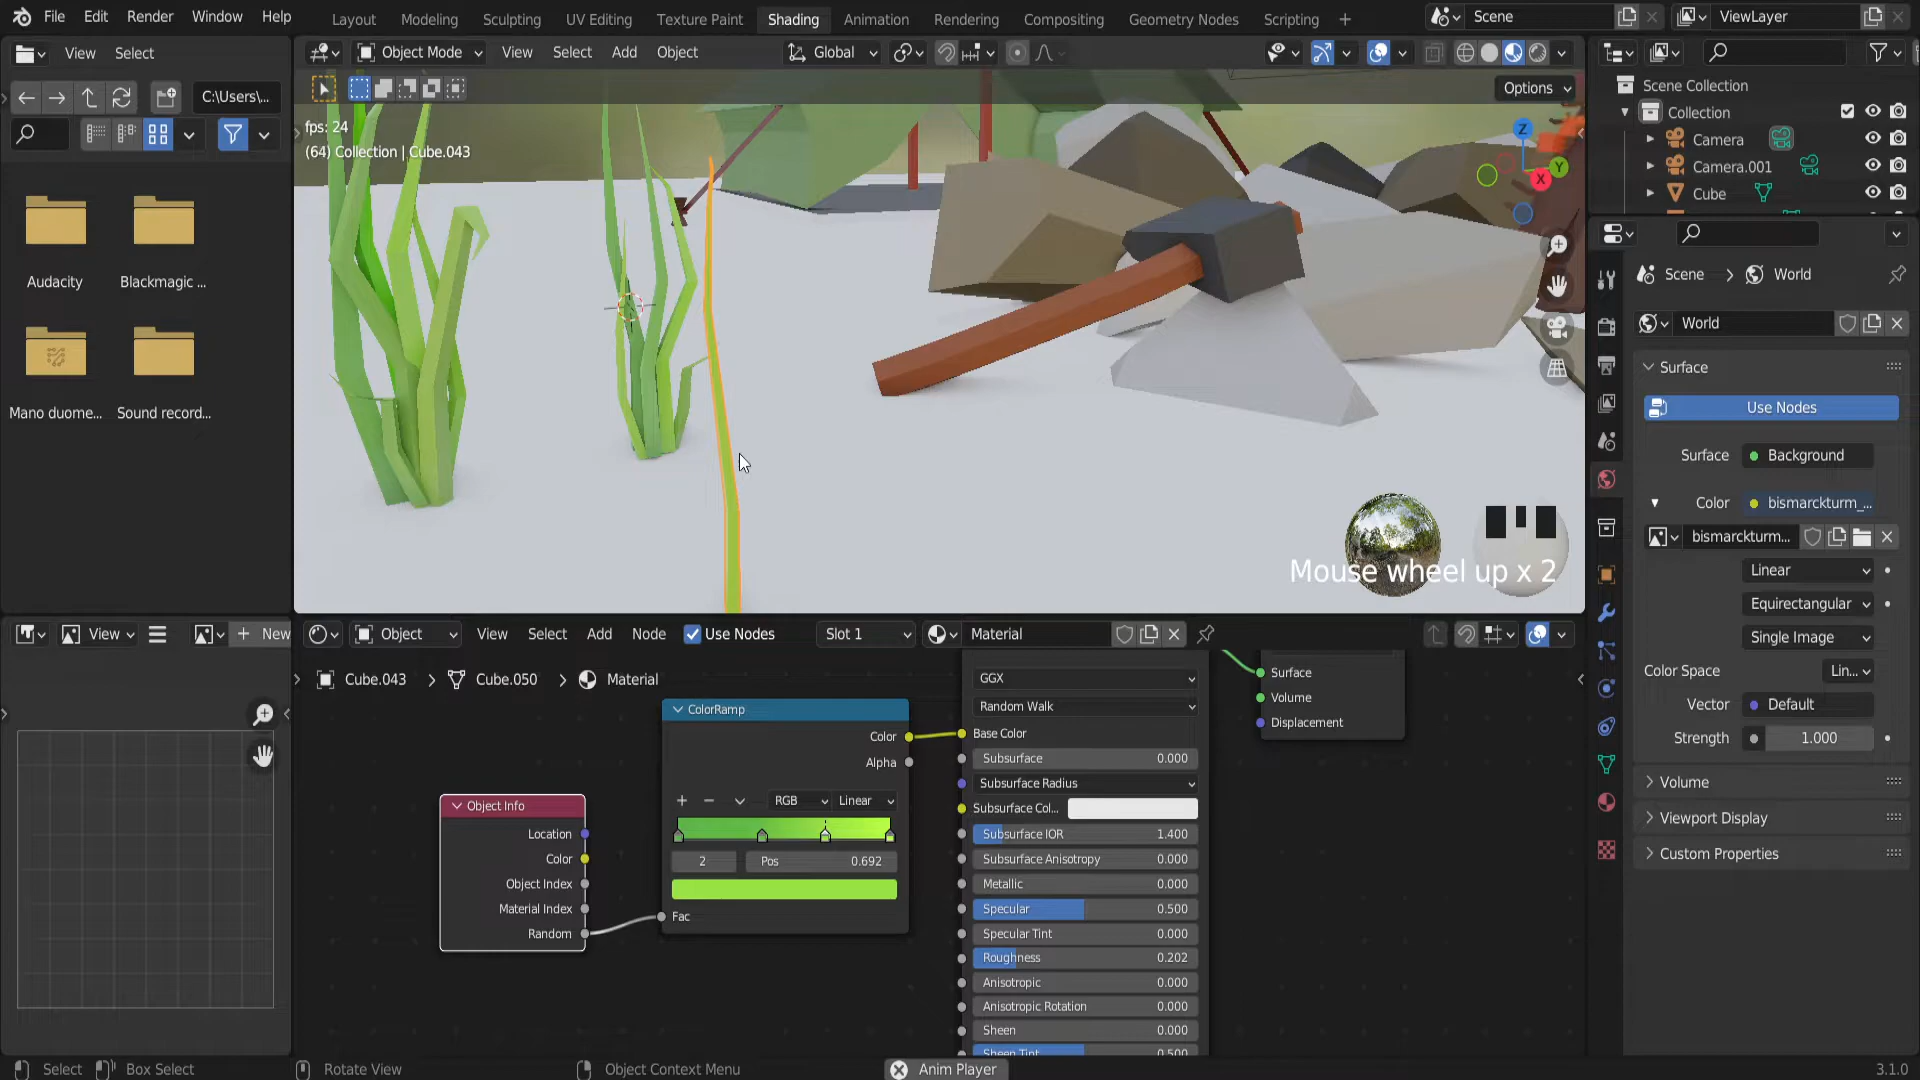 File Edit Render Window Help
Layout Modeling Sculpting UV Editing Texture Paint Shading Animation Rendering Compositing Geometry Nodes Scripting +
Scene
ViewLayer
View Select
Object Mode View Select Add Object
Global
C:\Users\...
Options
fps: 24
(64) Collection | Cube.043
Z
Y
X
Scene Collection
Collection
Camera
Camera.001
Cube
Audacity
Blackmagic ...
Mano duome...
Sound record...
Scene > World
World
Surface
Use Nodes
Surface Background
Color bismarckturm_...
bismarckturm...
Linear
Equirectangular
Single Image
Color Space Lin...
Vector Default
Strength 1.000
Volume
Viewport Display
Custom Properties
Mouse wheel up x 2
View
+ New
Object View Select Add Node Use Nodes Slot 1 Material
Cube.043 > Cube.050 > Material
ColorRamp
Color
Alpha
RGB Linear
2 Pos 0.692
Fac
Object Info
Location
Color
Object Index
Material Index
Random
GGX
Random Walk
Base Color
Subsurface 0.000
Subsurface Radius
Subsurface Col...
Subsurface IOR 1.400
Subsurface Anisotropy 0.000
Metallic 0.000
Specular 0.500
Specular Tint 0.000
Roughness 0.202
Anisotropic 0.000
Anisotropic Rotation 0.000
Sheen 0.000
Sheen Tint 0.500
Surface
Volume
Displacement
Select Box Select Rotate View Object Context Menu Anim Player 3.1.0